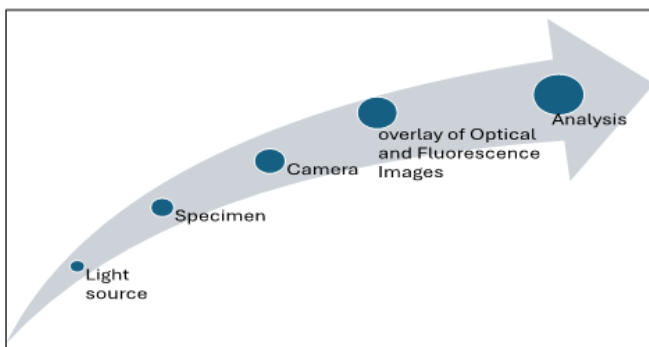 Light
source
Specimen
Camera
overlay of Optical
and Fluorescence
Images
Analysis